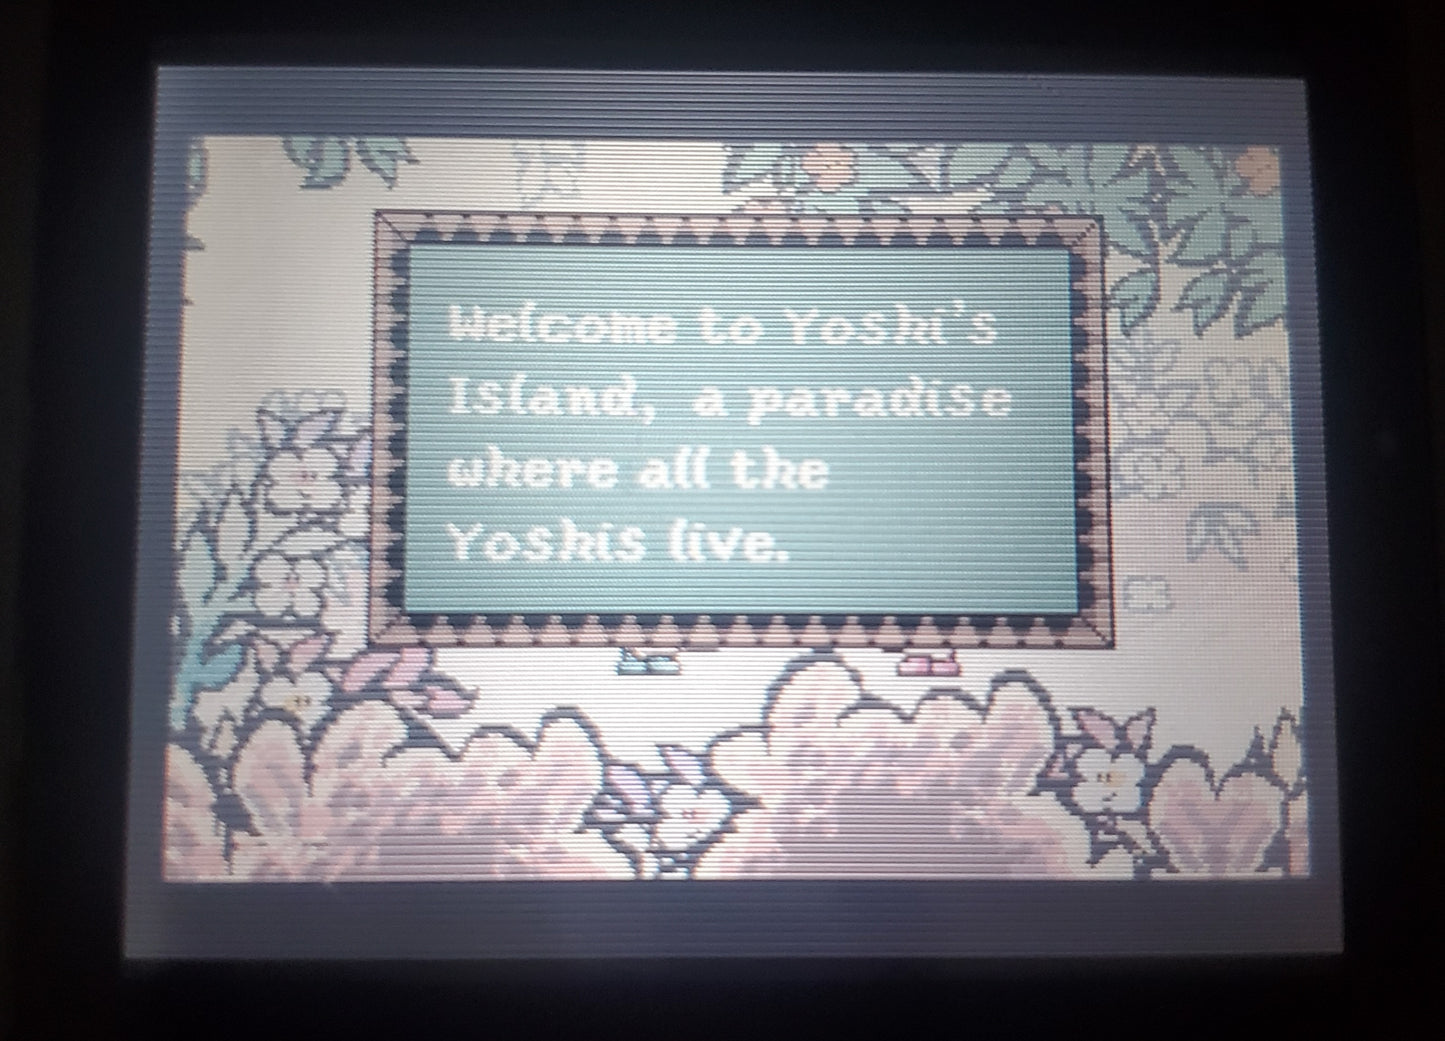 Welcome to Yoshi's
Island, a paradise
where all the
Yoshis live.